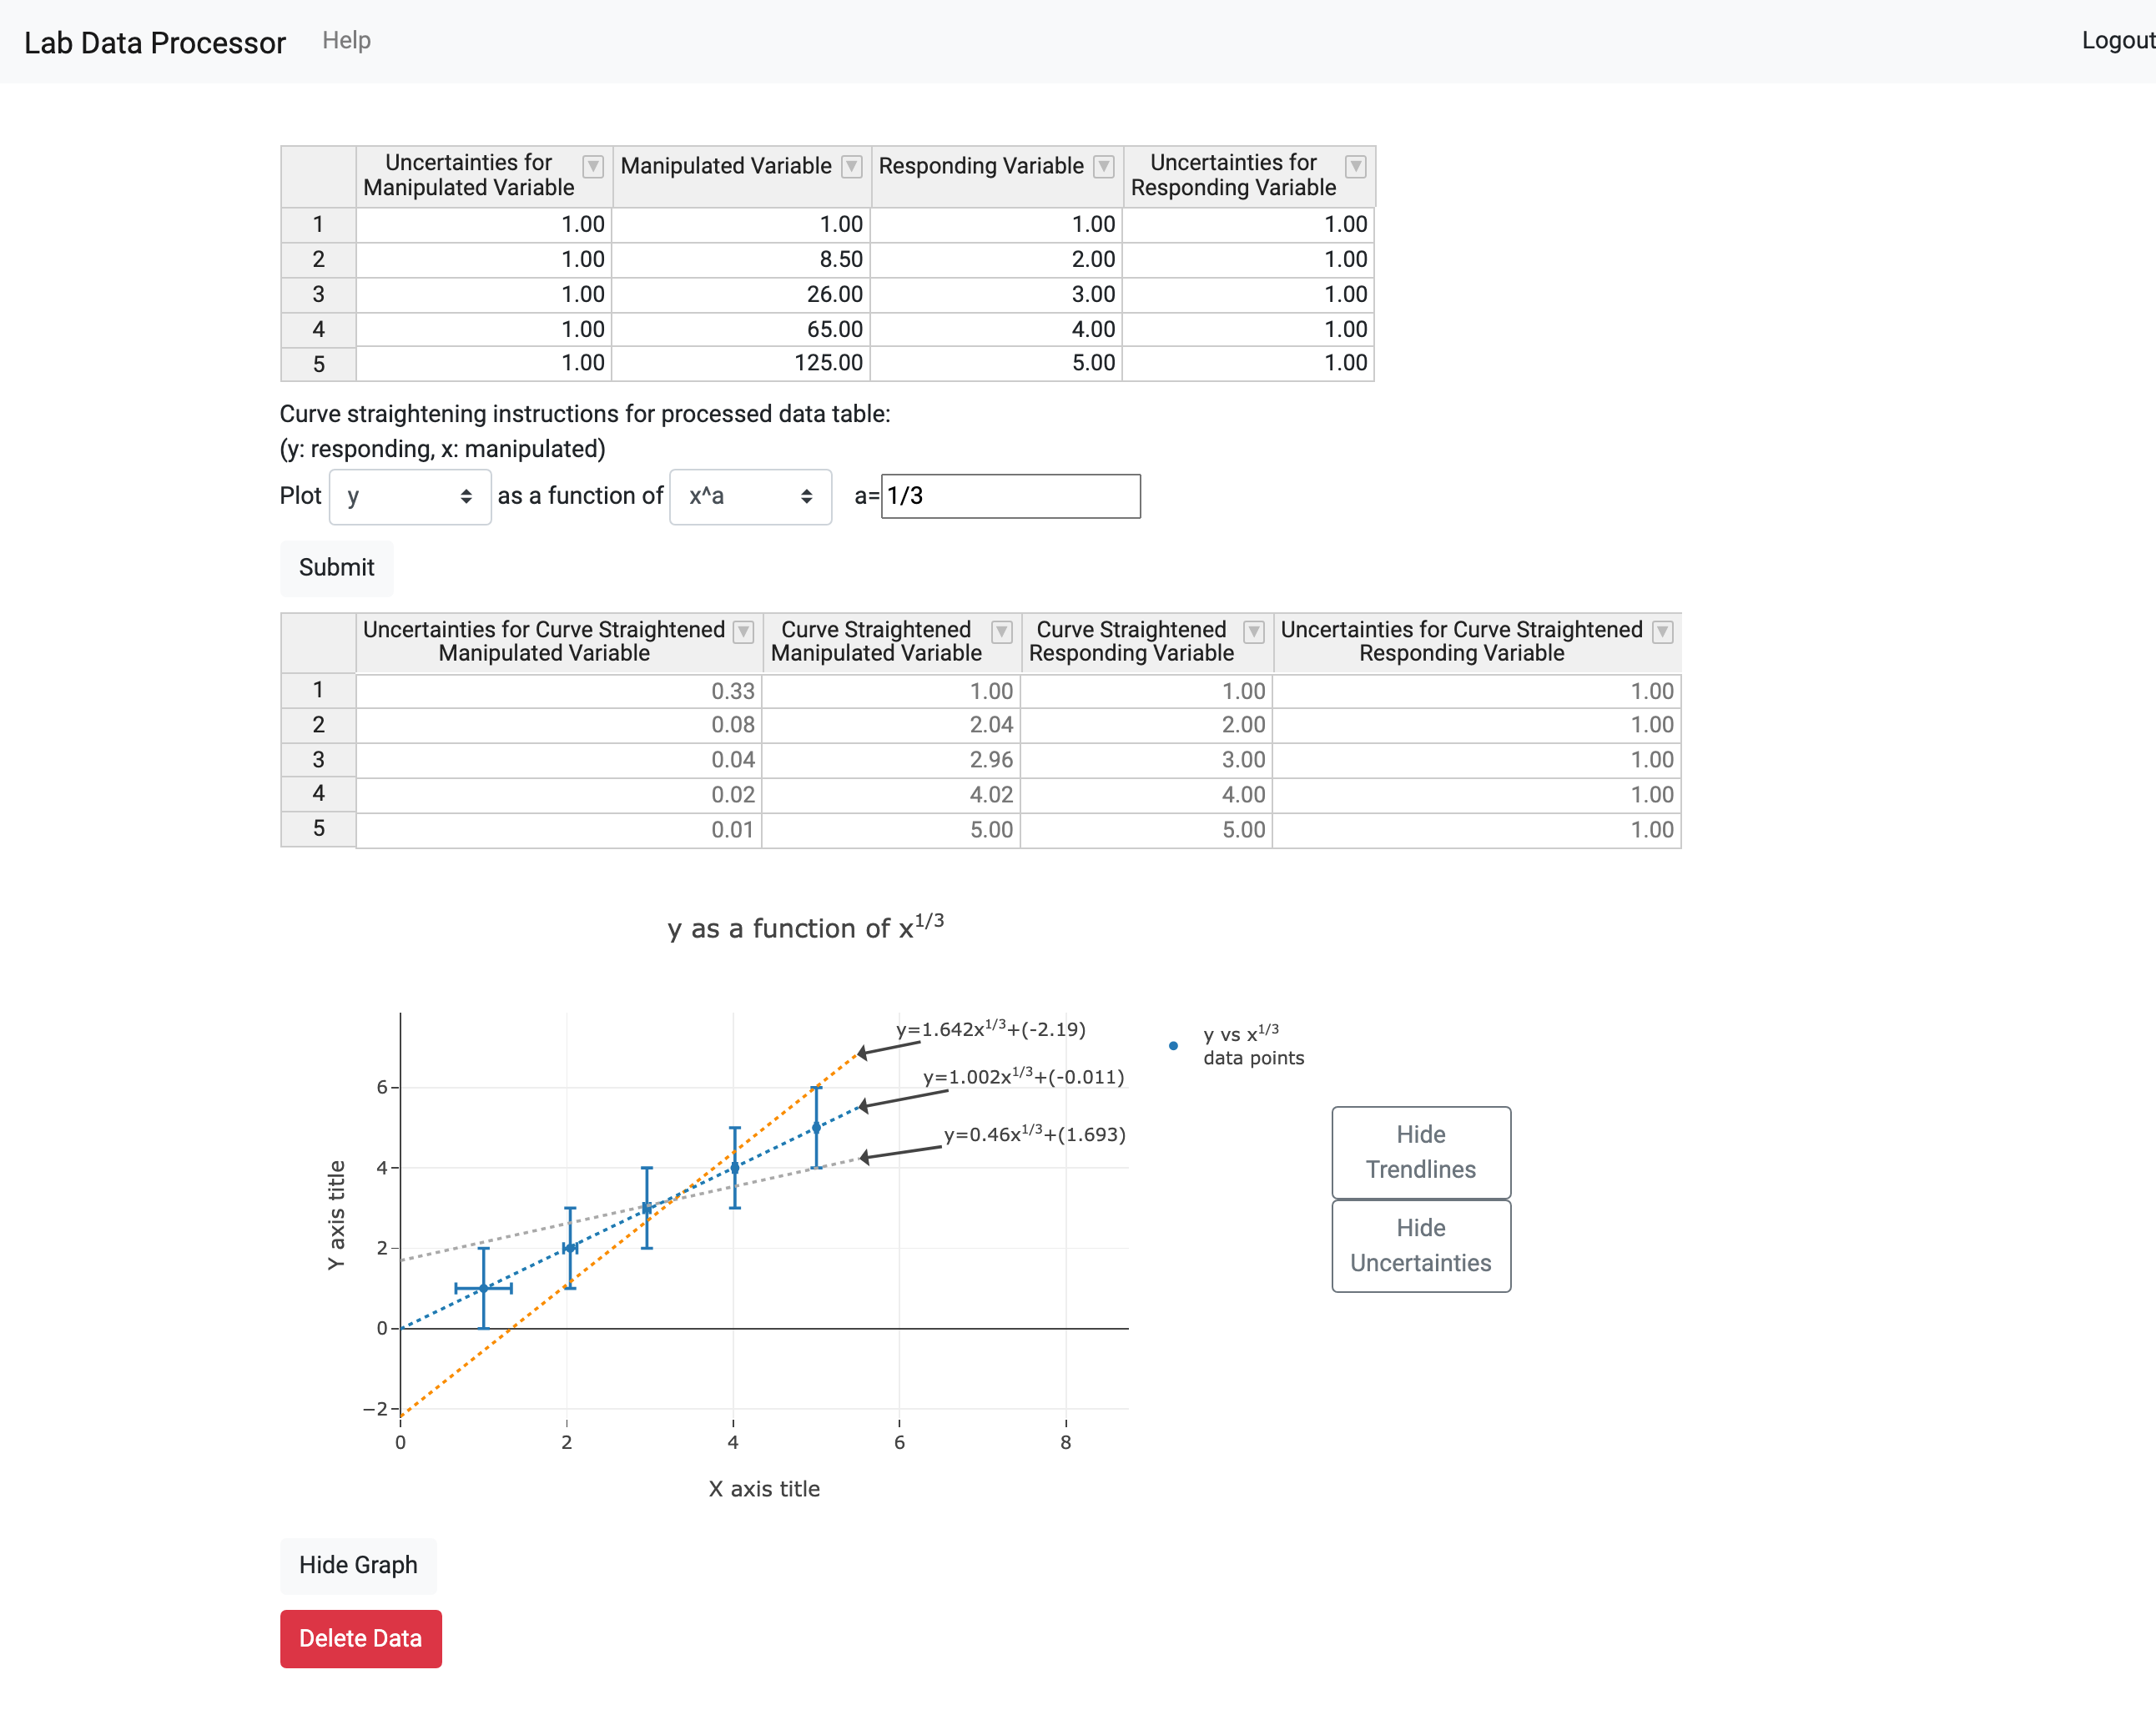 Lab Data Processor Help Logout
Uncertainties for Manipulated Variable Manipulated Variable Responding Variable Uncertainties for Responding Variable
1 1.00 1.00 1.00 1.00
2 1.00 8.50 2.00 1.00
3 1.00 26.00 3.00 1.00
4 1.00 65.00 4.00 1.00
5 1.00 125.00 5.00 1.00
Curve straightening instructions for processed data table:
(y: responding, x: manipulated)
Plot y as a function of x^a a= 1/3
Submit
Uncertainties for Curve Straightened Manipulated Variable Curve Straightened Manipulated Variable Curve Straightened Responding Variable Uncertainties for Curve Straightened Responding Variable
1 0.33 1.00 1.00 1.00
2 0.08 2.04 2.00 1.00
3 0.04 2.96 3.00 1.00
4 0.02 4.02 4.00 1.00
5 0.01 5.00 5.00 1.00
y as a function of x^1/3
y=1.642x^1/3+(-2.19)
y=1.002x^1/3+(-0.011)
y=0.46x^1/3+(1.693)
y vs x^1/3
data points
6
4
2
0
−2
0 2 4 6 8
Y axis title
X axis title
Hide
Trendlines
Hide
Uncertainties
Hide Graph
Delete Data